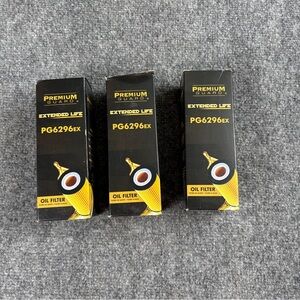 PREMIUM
GUARD
EXTENDED LIFE
PG6296EX
OIL FILTER
PREMIUM
GUARD
EXTENDED LIFE
PG6296EX
OIL FILTER
PREMIUM
GUARD
EXTENDED LIFE
PG6296EX
OIL FILTER